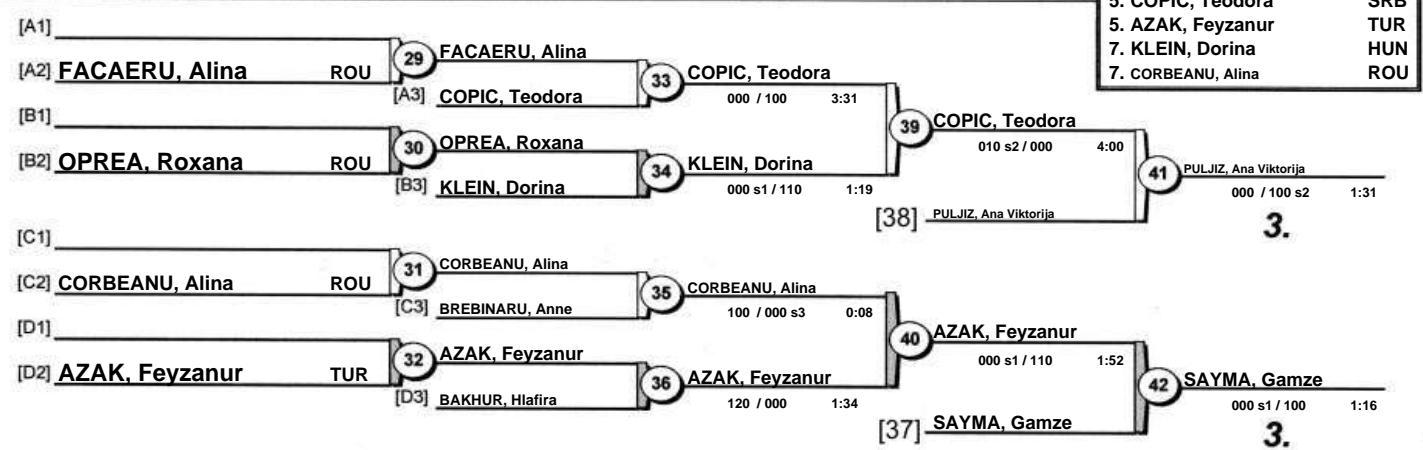 5. COPIC, Teodora SRB
5. AZAK, Feyzanur TUR
7. KLEIN, Dorina HUN
7. CORBEANU, Alina ROU
[A1]
[A2] FACAERU, Alina ROU
29
FACAERU, Alina
[A3] COPIC, Teodora
33
COPIC, Teodora
000 / 100 3:31
[B1]
[B2] OPREA, Roxana ROU
30
OPREA, Roxana
[B3] KLEIN, Dorina
34
KLEIN, Dorina
000 s1 / 110 1:19
39
COPIC, Teodora
010 s2 / 000 4:00
[38] PULJIZ, Ana Viktorija
41
PULJIZ, Ana Viktorija
000 / 100 s2 1:31
3.
[C1]
[C2] CORBEANU, Alina ROU
31
CORBEANU, Alina
[C3] BREBINARU, Anne
35
CORBEANU, Alina
100 / 000 s3 0:08
[D1]
[D2] AZAK, Feyzanur TUR
32
AZAK, Feyzanur
[D3] BAKHUR, Hlafira
36
AZAK, Feyzanur
120 / 000 1:34
40
AZAK, Feyzanur
000 s1 / 110 1:52
[37] SAYMA, Gamze
42
SAYMA, Gamze
000 s1 / 100 1:16
3.